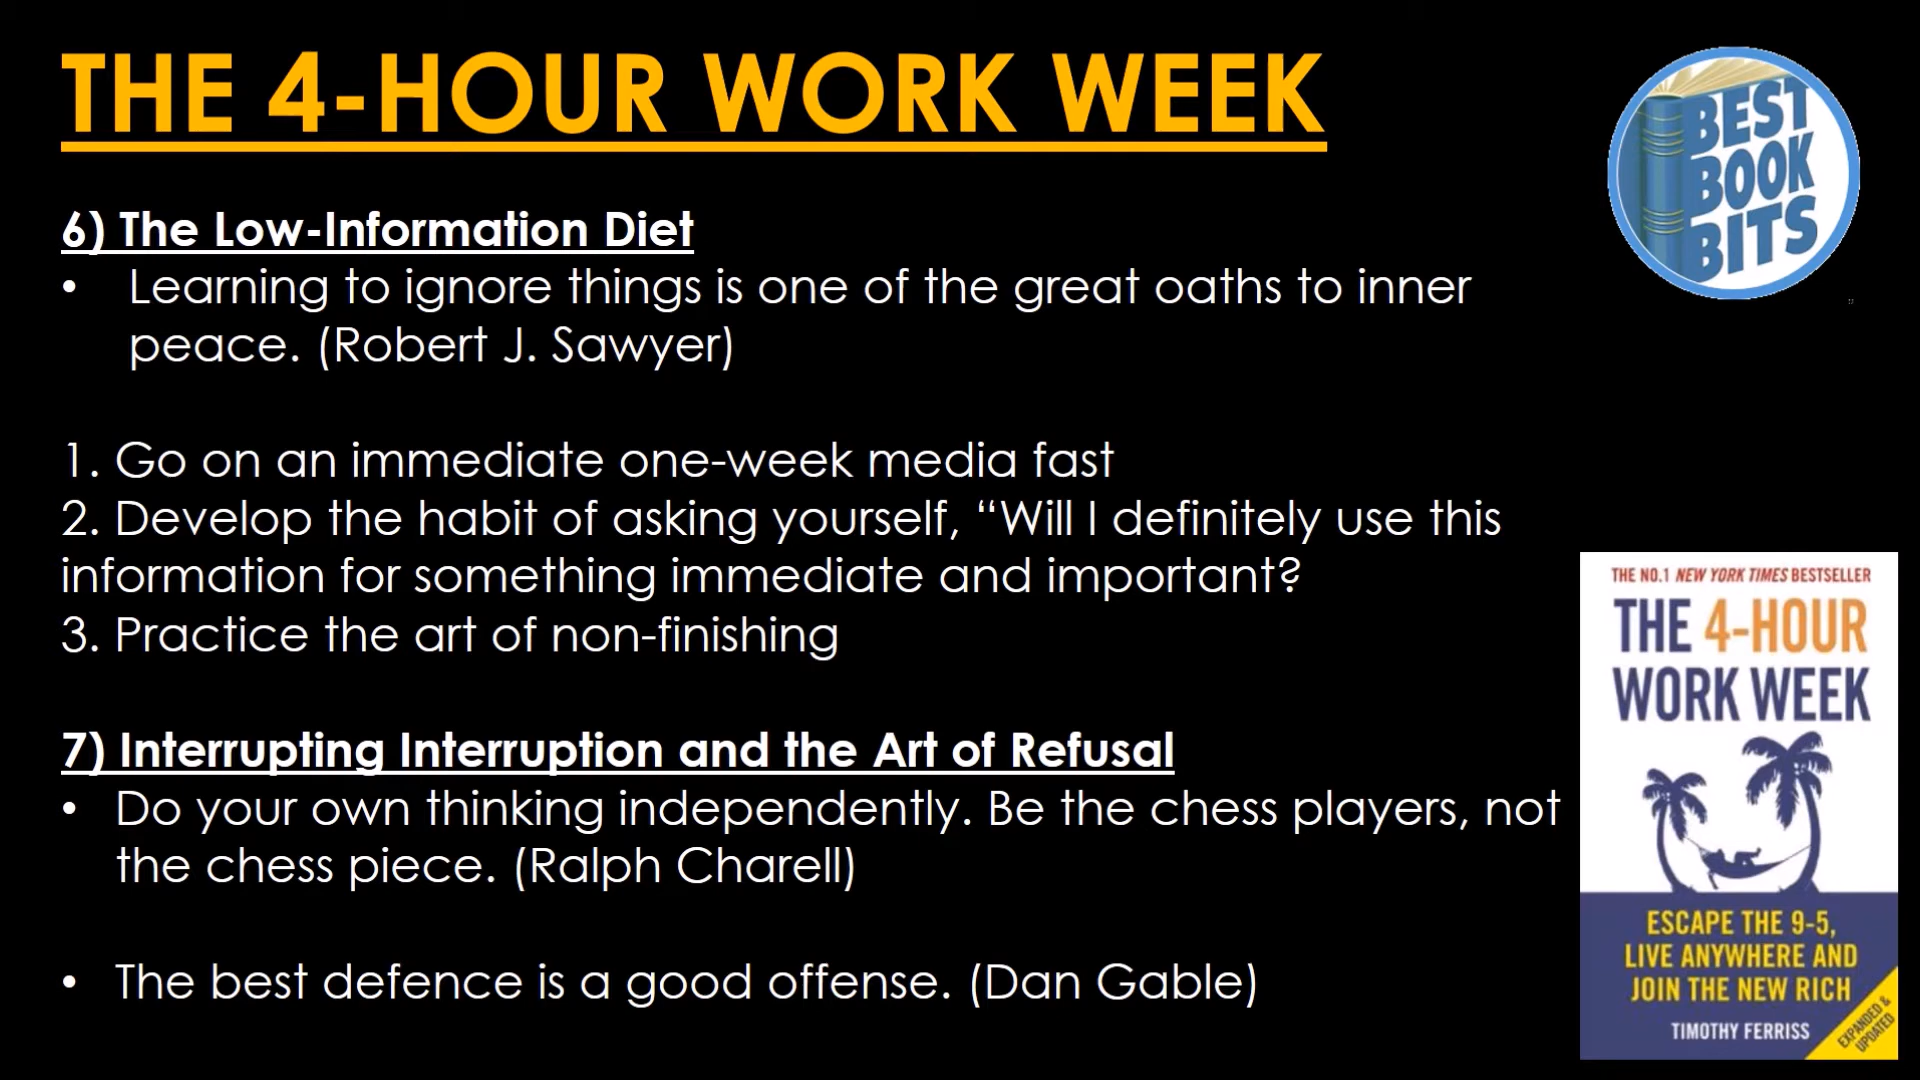 THE 4-HOUR WORK WEEK
BEST
BOOK
BITS
6) The Low-Information Diet
• Learning to ignore things is one of the great oaths to inner
peace. (Robert J. Sawyer)
1. Go on an immediate one-week media fast
2. Develop the habit of asking yourself, “Will I definitely use this
information for something immediate and important?
3. Practice the art of non-finishing
7) Interrupting Interruption and the Art of Refusal
• Do your own thinking independently. Be the chess players, not
the chess piece. (Ralph Charell)
• The best defence is a good offense. (Dan Gable)
THE NO.1 NEW YORK TIMES BESTSELLER
THE 4-HOUR
WORK WEEK
ESCAPE THE 9-5,
LIVE ANYWHERE AND
JOIN THE NEW RICH
TIMOTHY FERRISS
EXPANDED &
UPDATED